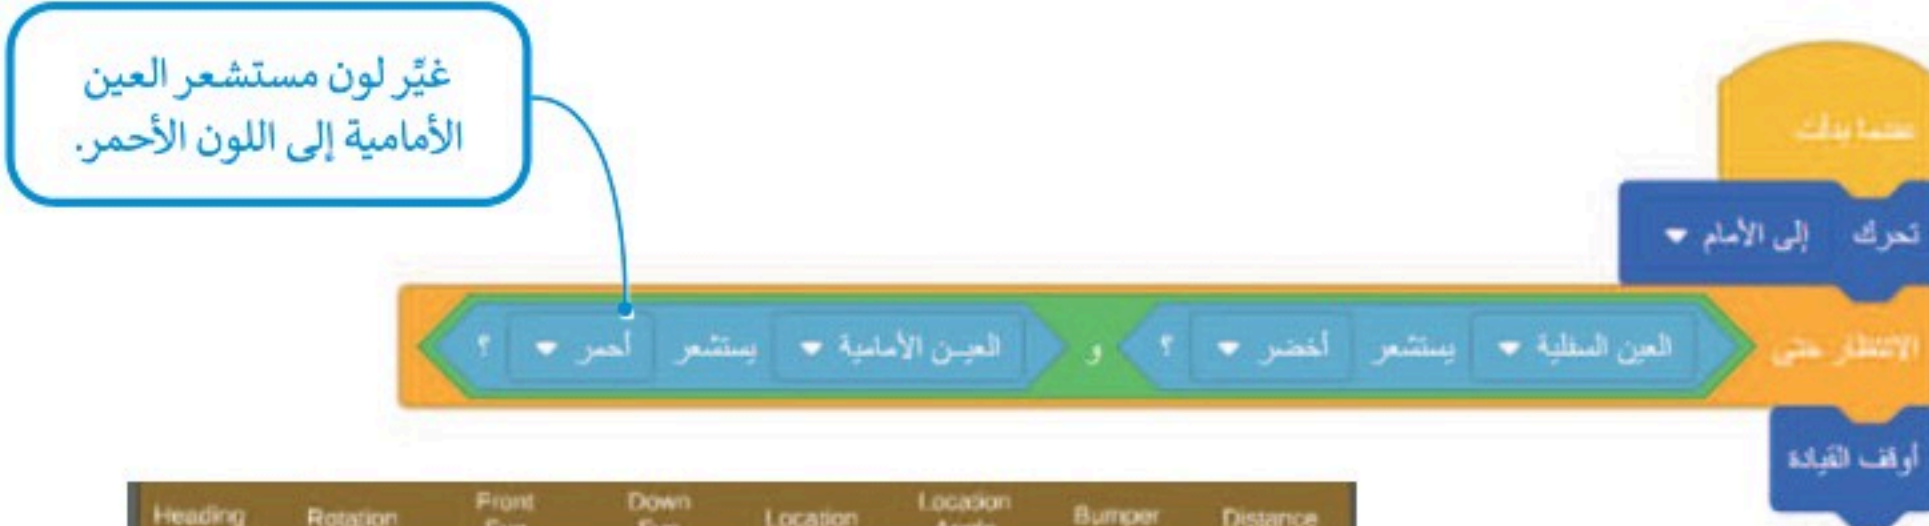 غيِّر لون مستشعر العين
الأمامية إلى اللون الأحمر.
عندما بدأت
تحرك إلى الأمام
الانتظار حتى العين السفلية يستشعر أخضر ؟ و العين الأمامية يستشعر أحمر ؟
أوقف القيادة
Heading Rotation Front Down Location Location Bumper Distance